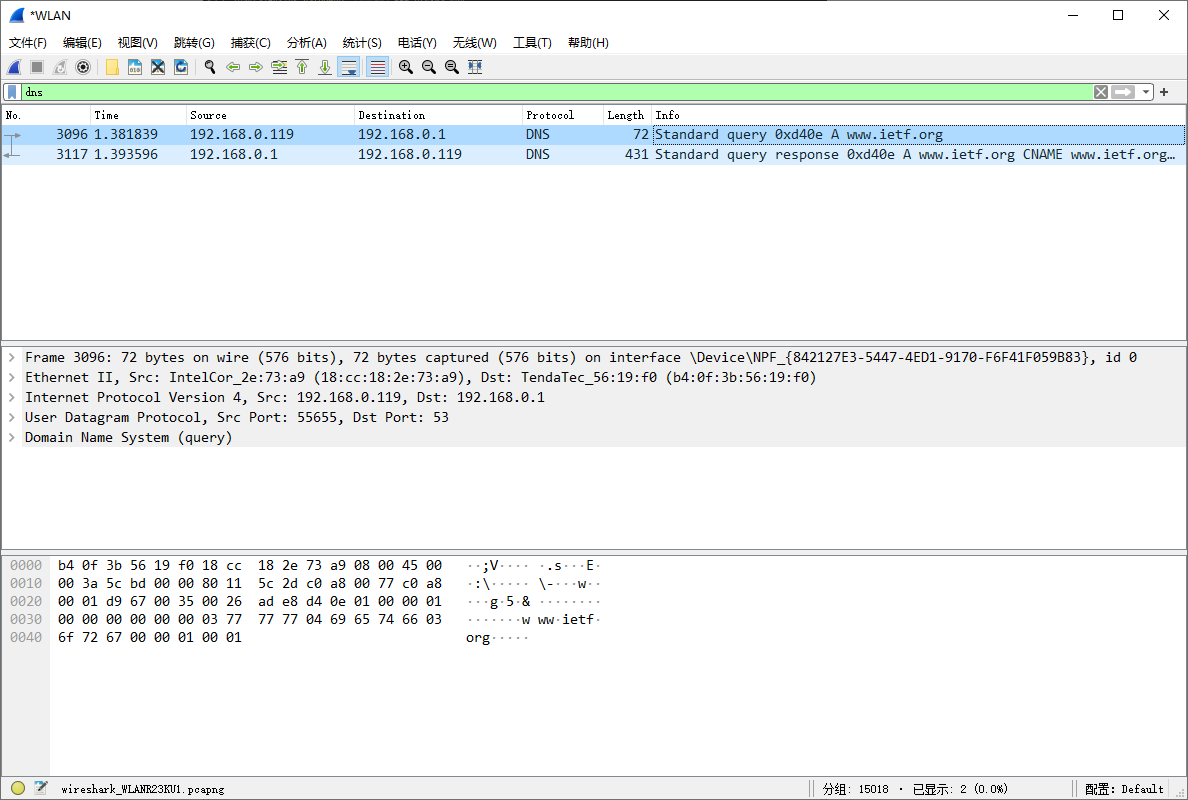 *WLAN
文件(F) 编辑(E) 视图(V) 跳转(G) 捕获(C) 分析(A) 统计(S) 电话(Y) 无线(W) 工具(T) 帮助(H)
dns
No. Time Source Destination Protocol Length Info
3096 1.381839 192.168.0.119 192.168.0.1 DNS 72 Standard query 0xd40e A www.ietf.org
3117 1.393596 192.168.0.1 192.168.0.119 DNS 431 Standard query response 0xd40e A www.ietf.org CNAME www.ietf.org…
Frame 3096: 72 bytes on wire (576 bits), 72 bytes captured (576 bits) on interface \Device\NPF_{842127E3-5447-4ED1-9170-F6F41F059B83}, id 0
Ethernet II, Src: IntelCor_2e:73:a9 (18:cc:18:2e:73:a9), Dst: TendaTec_56:19:f0 (b4:0f:3b:56:19:f0)
Internet Protocol Version 4, Src: 192.168.0.119, Dst: 192.168.0.1
User Datagram Protocol, Src Port: 55655, Dst Port: 53
Domain Name System (query)
0000 b4 0f 3b 56 19 f0 18 cc 18 2e 73 a9 08 00 45 00 ··;V···· ·.s···E·
0010 00 3a 5c bd 00 00 80 11 5c 2d c0 a8 00 77 c0 a8 ·:\····· \-···w··
0020 00 01 d9 67 00 35 00 26 ad e8 d4 0e 01 00 00 01 ···g·5·& ········
0030 00 00 00 00 00 00 03 77 77 77 04 69 65 74 66 03 ·······w ww·ietf·
0040 6f 72 67 00 00 01 00 01 org·····
wireshark_WLANR23KU1.pcapng 分组: 15018 · 已显示: 2 (0.0%) 配置: Default